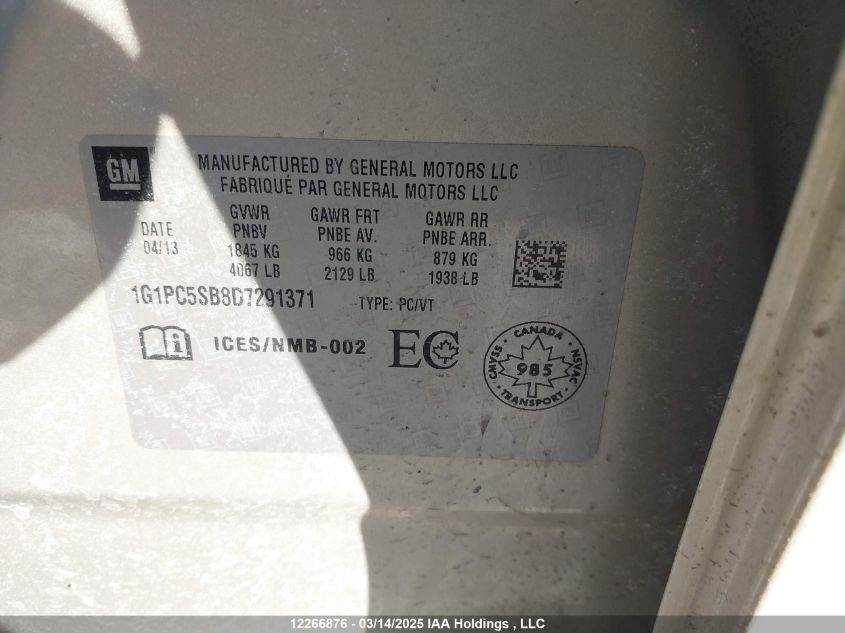 GM
MANUFACTURED BY GENERAL MOTORS LLC
FABRIQUÉ PAR GENERAL MOTORS LLC
DATE
04/13
GVWR
PNBV
1845 KG
4067 LB
GAWR FRT
PNBE AV.
966 KG
2129 LB
GAWR RR
PNBE ARR.
879 KG
1938 LB
1G1PC5SB8D7291371 TYPE: PC/VT
i ICES/NMB-002 EC
CANADA
CMVSS 985 NSVAC
TRANSPORT
12266876 - 03/14/2025 IAA Holdings , LLC